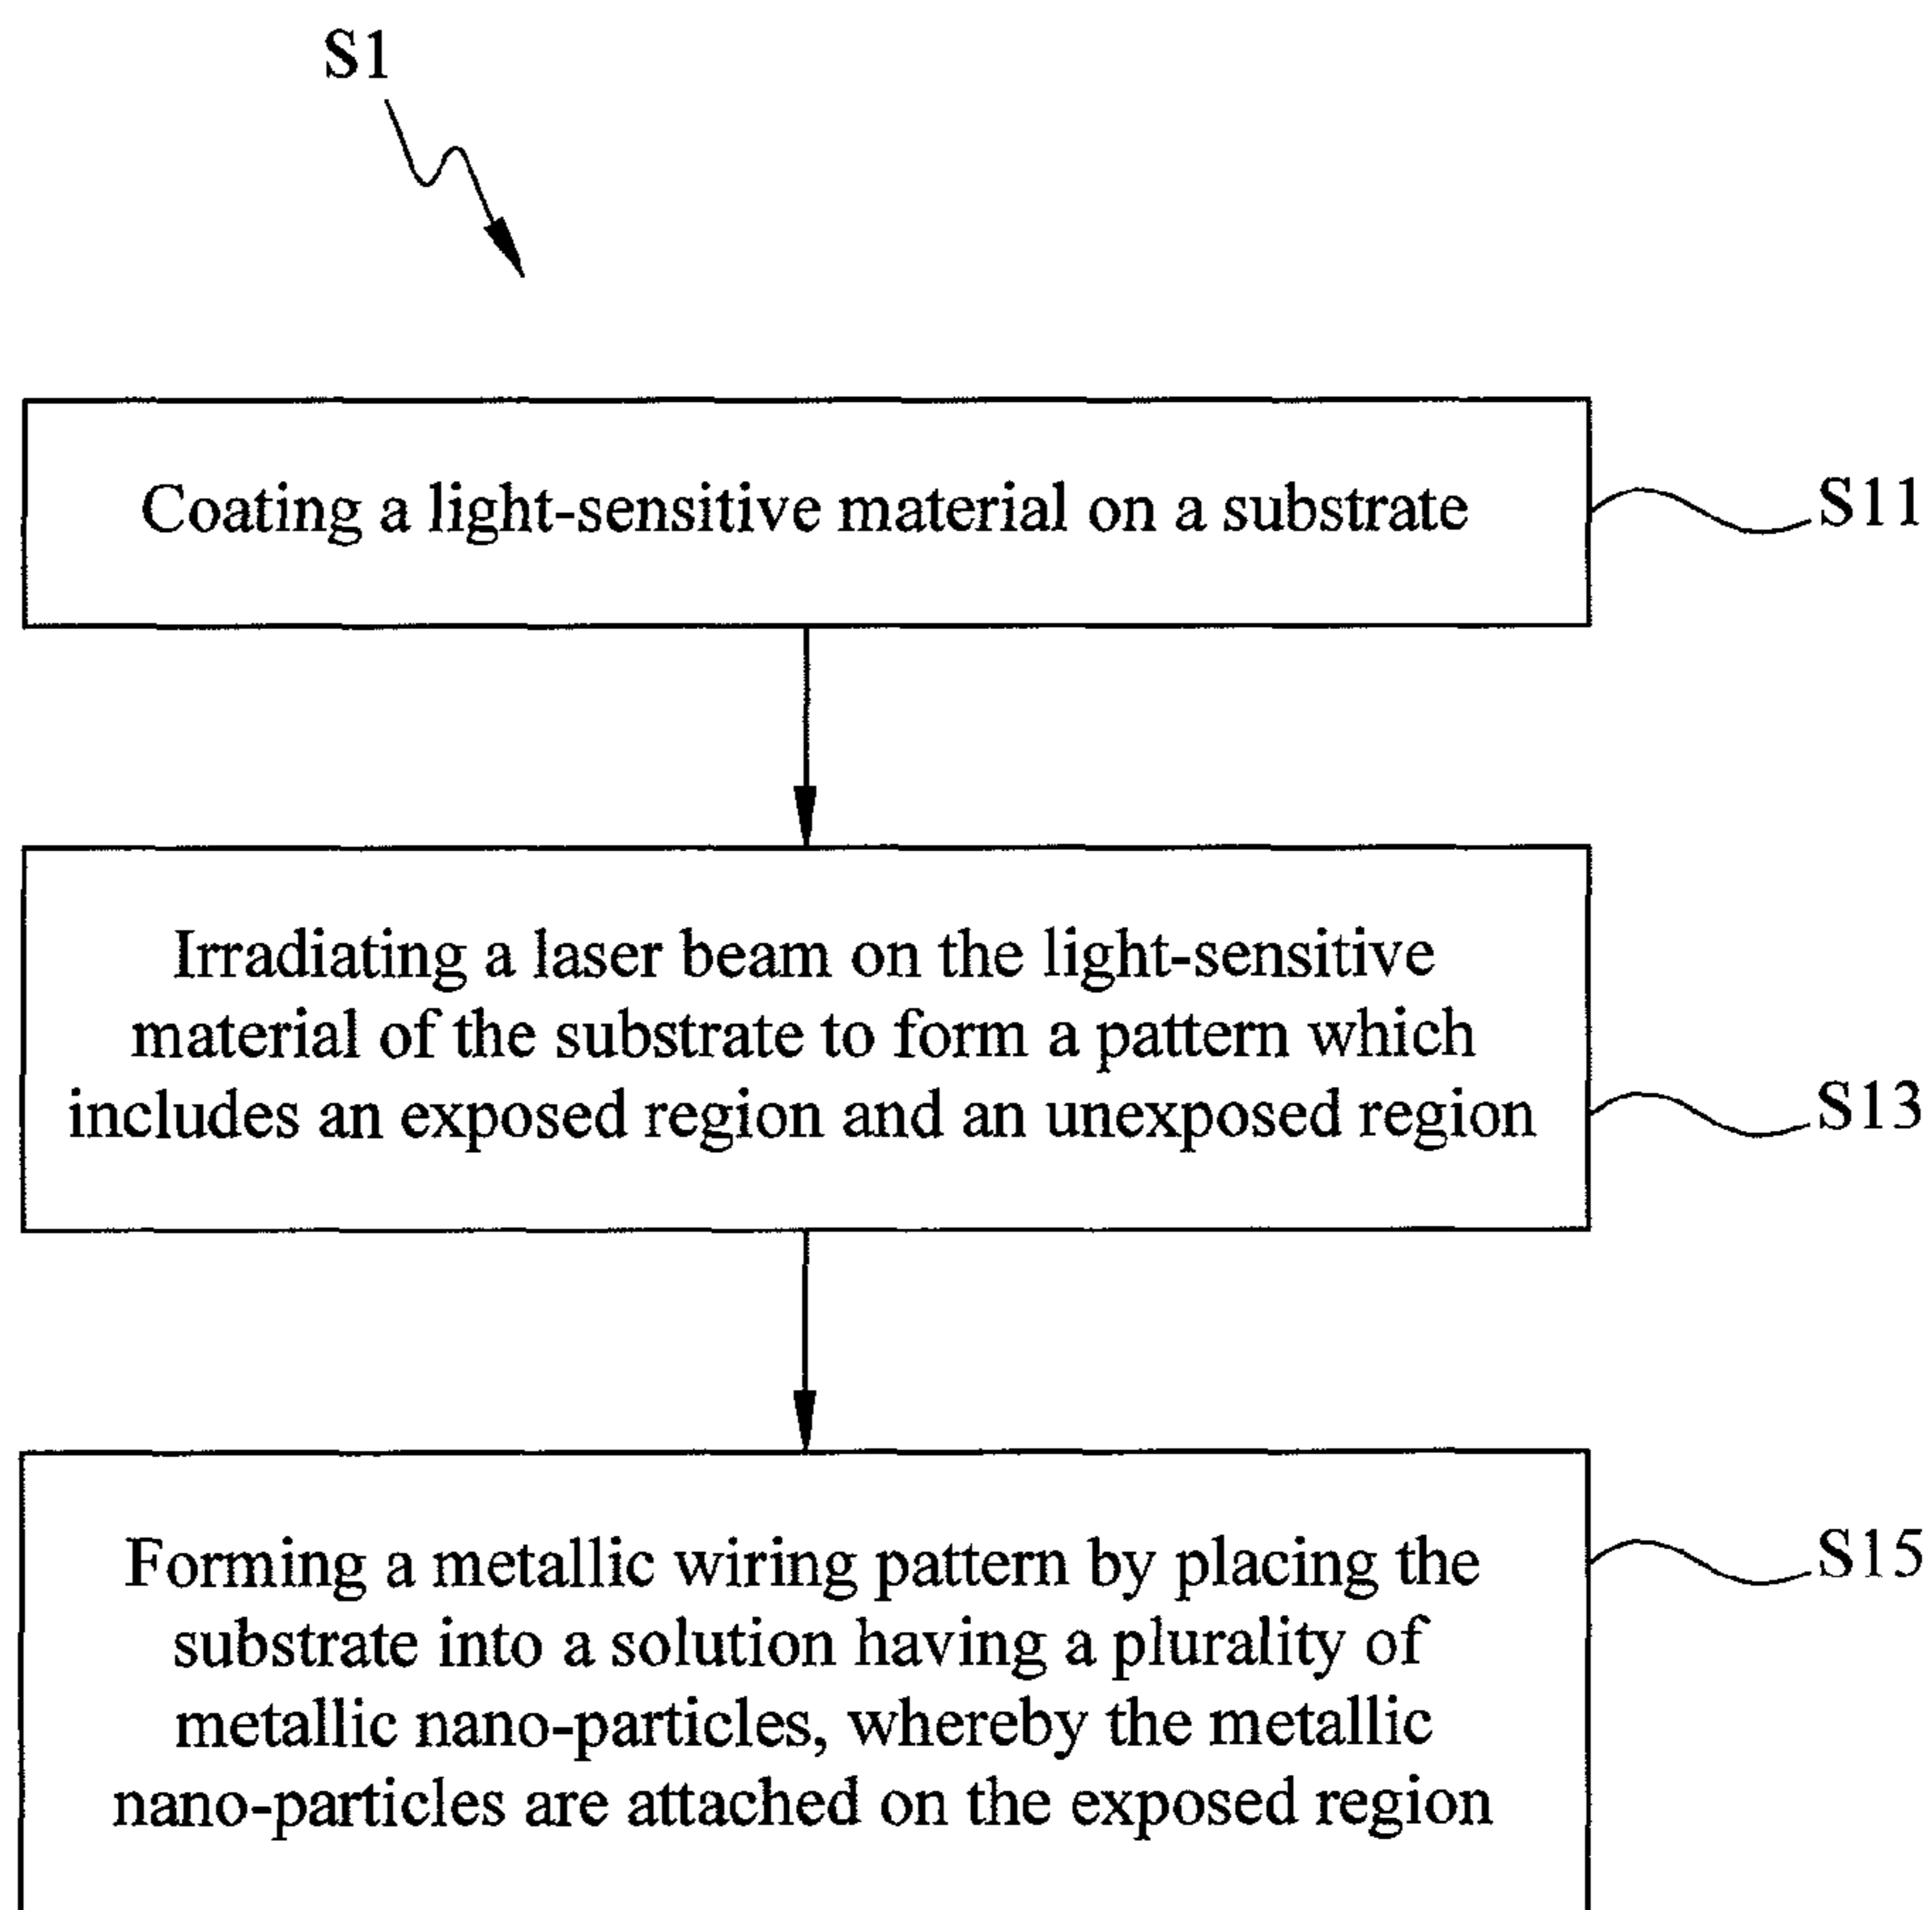 S1
Coating a light-sensitive material on a substrate
S11
Irradiating a laser beam on the light-sensitive
material of the substrate to form a pattern which
includes an exposed region and an unexposed region
S13
Forming a metallic wiring pattern by placing the
S15
substrate into a solution having a plurality of
metallic nano-particles, whereby the metallic
nano-particles are attached on the exposed region